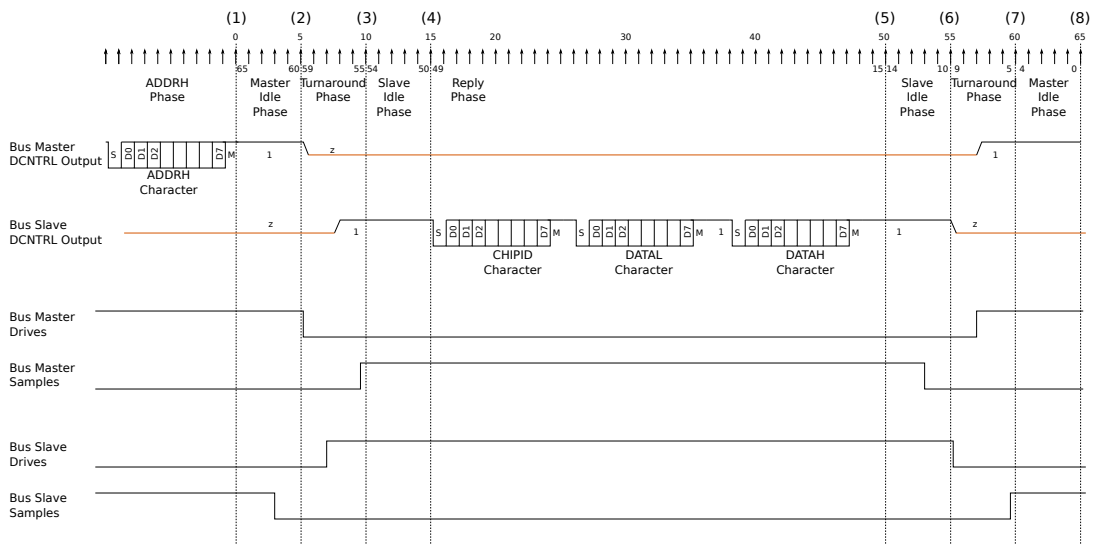 (1) (2) (3) (4) (5) (6) (7) (8)
0 5 10 15 20 30 40 50 55 60 65
65 60 59 55 54 50 49 15 14 10 9 5 4 0
ADDRH
Phase
Master
Idle
Phase
Turnaround
Phase
Slave
Idle
Phase
Reply
Phase
Slave
Idle
Phase
Turnaround
Phase
Master
Idle
Phase
Bus Master
DCNTRL Output
S D0 D1 D2 D7 M 1 z 1
ADDRH
Character
Bus Slave
DCNTRL Output
z 1 S D0 D1 D2 D7 M S D0 D1 D2 D7 M 1 S D0 D1 D2 D7 M 1 z
CHIPID
Character
DATAL
Character
DATAH
Character
Bus Master
Drives
Bus Master
Samples
Bus Slave
Drives
Bus Slave
Samples